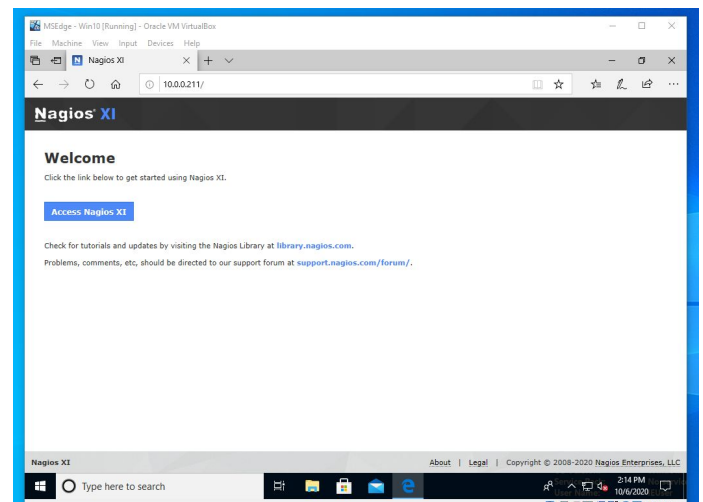 MSEdge - Win10 [Running] - Oracle VM VirtualBox
File Machine View Input Devices Help
N Nagios XI
10.0.0.211/
Nagios® XI
Welcome
Click the link below to get started using Nagios XI.
Access Nagios XI
Check for tutorials and updates by visiting the Nagios Library at library.nagios.com.
Problems, comments, etc, should be directed to our support forum at support.nagios.com/forum/.
Nagios XI About | Legal | Copyright © 2008-2020 Nagios Enterprises, LLC
Type here to search
2:14 PM
10/6/2020